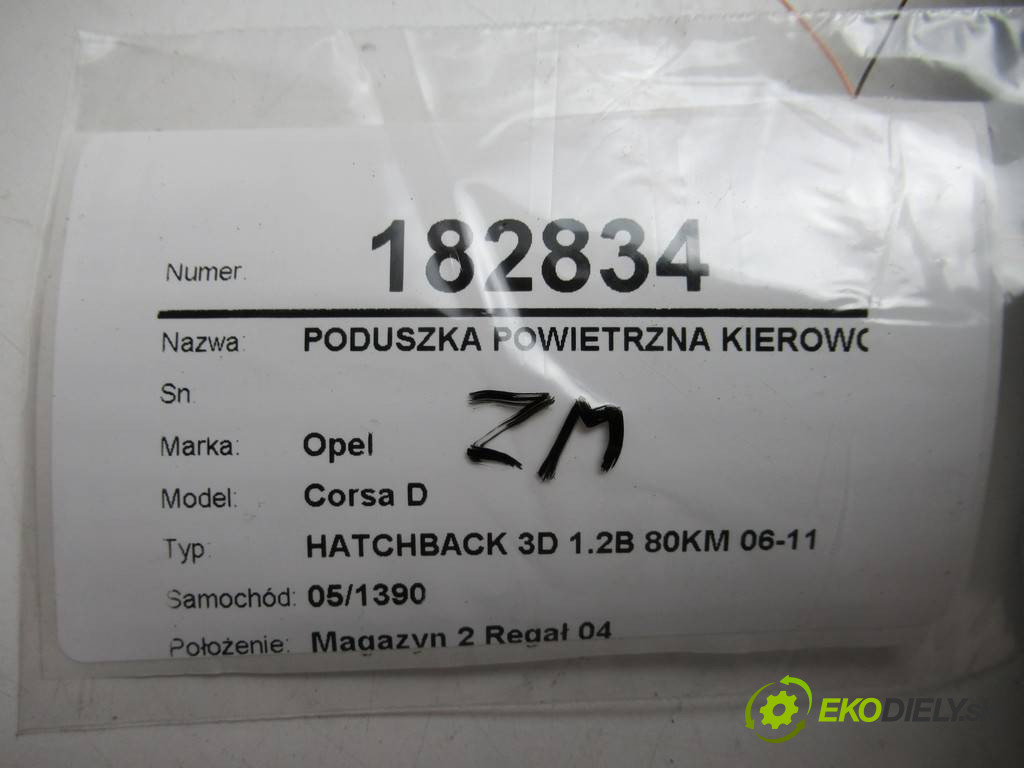 Numer: 182834
Nazwa: PODUSZKA POWIETRZNA KIEROWC
Sn
ZM
Marka: Opel
Model: Corsa D
Typ: HATCHBACK 3D 1.2B 80KM 06-11
Samochód: 05/1390
Położenie: Magazyn 2 Regał 04
EKODIELY.s